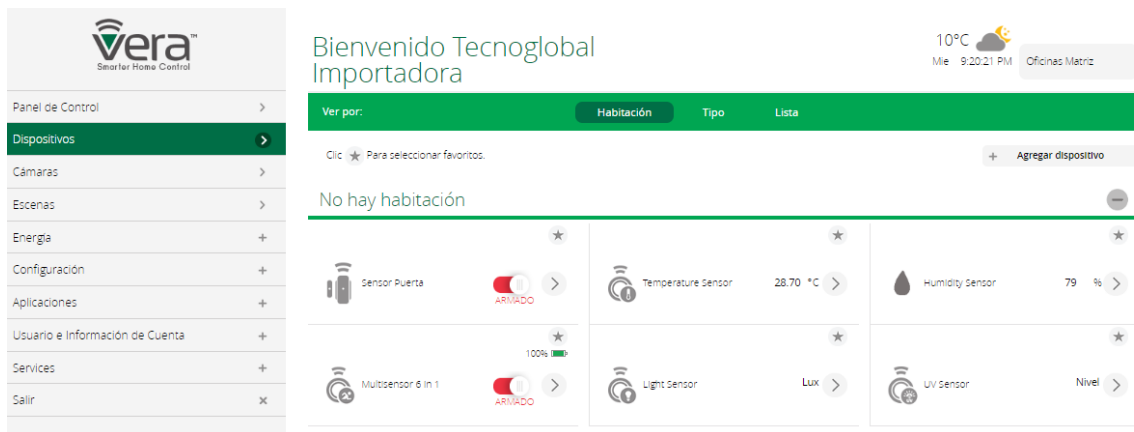 Vera™
Smarter Home Control
Panel de Control
Dispositivos
Cámaras
Escenas
Energía
Configuración
Aplicaciones
Usuario e Información de Cuenta
Services
Salir
Bienvenido Tecnoglobal
Importadora
10°C
Mie 9:20:21 PM
Oficinas Matriz
Ver por:
Habitación
Tipo
Lista
Clic ★ Para seleccionar favoritos.
+ Agregar dispositivo
No hay habitación
Sensor Puerta
ARMADO
Temperature Sensor
28.70 °C
Humidity Sensor
79 %
100%
Multisensor 6 in 1
ARMADO
Light Sensor
Lux
UV Sensor
Nivel